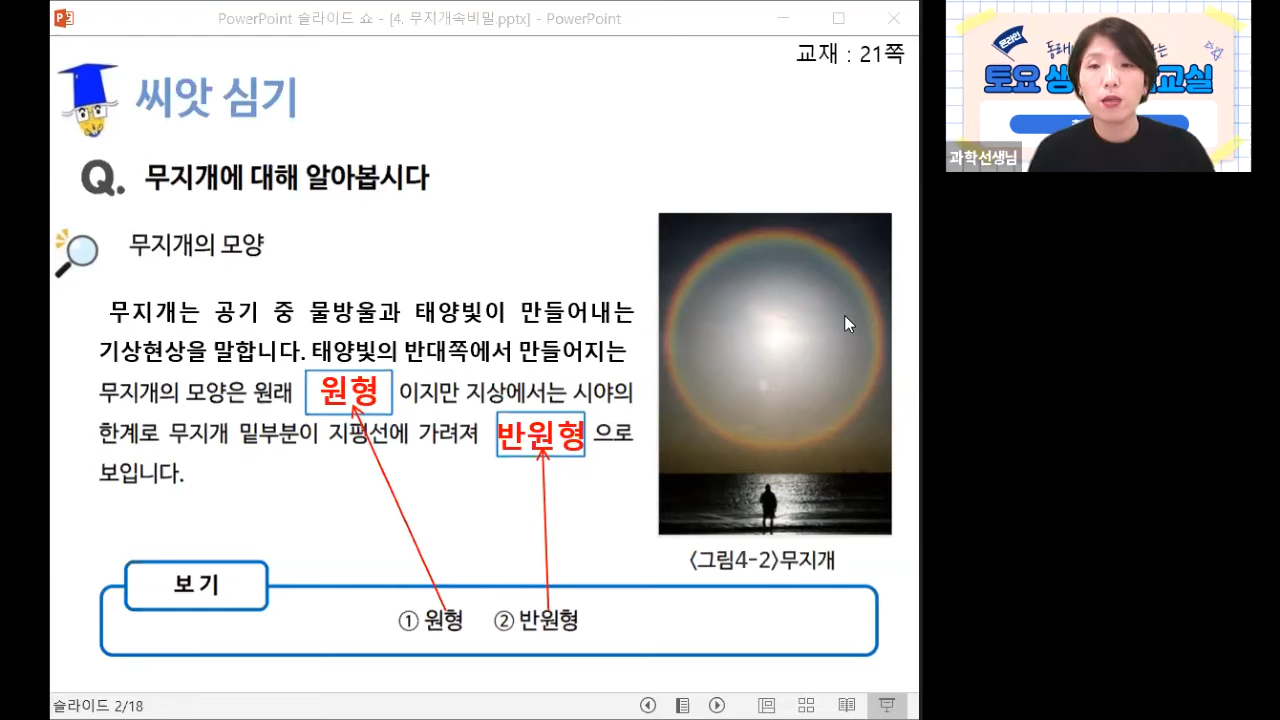 PowerPoint 슬라이드 쇼 - [4. 무지개속비밀.pptx] - PowerPoint
교재 : 21쪽
씨앗 심기
Q. 무지개에 대해 알아봅시다
무지개의 모양
무지개는 공기 중 물방울과 태양빛이 만들어내는
기상현상을 말합니다. 태양빛의 반대쪽에서 만들어지는
무지개의 모양은 원래 원형 이지만 지상에서는 시야의
한계로 무지개 밑부분이 지평선에 가려져 반원형 으로
보입니다.
<그림4-2>무지개
보기
① 원형 ② 반원형
슬라이드 2/18
온라인
토요
교실
과학선생님